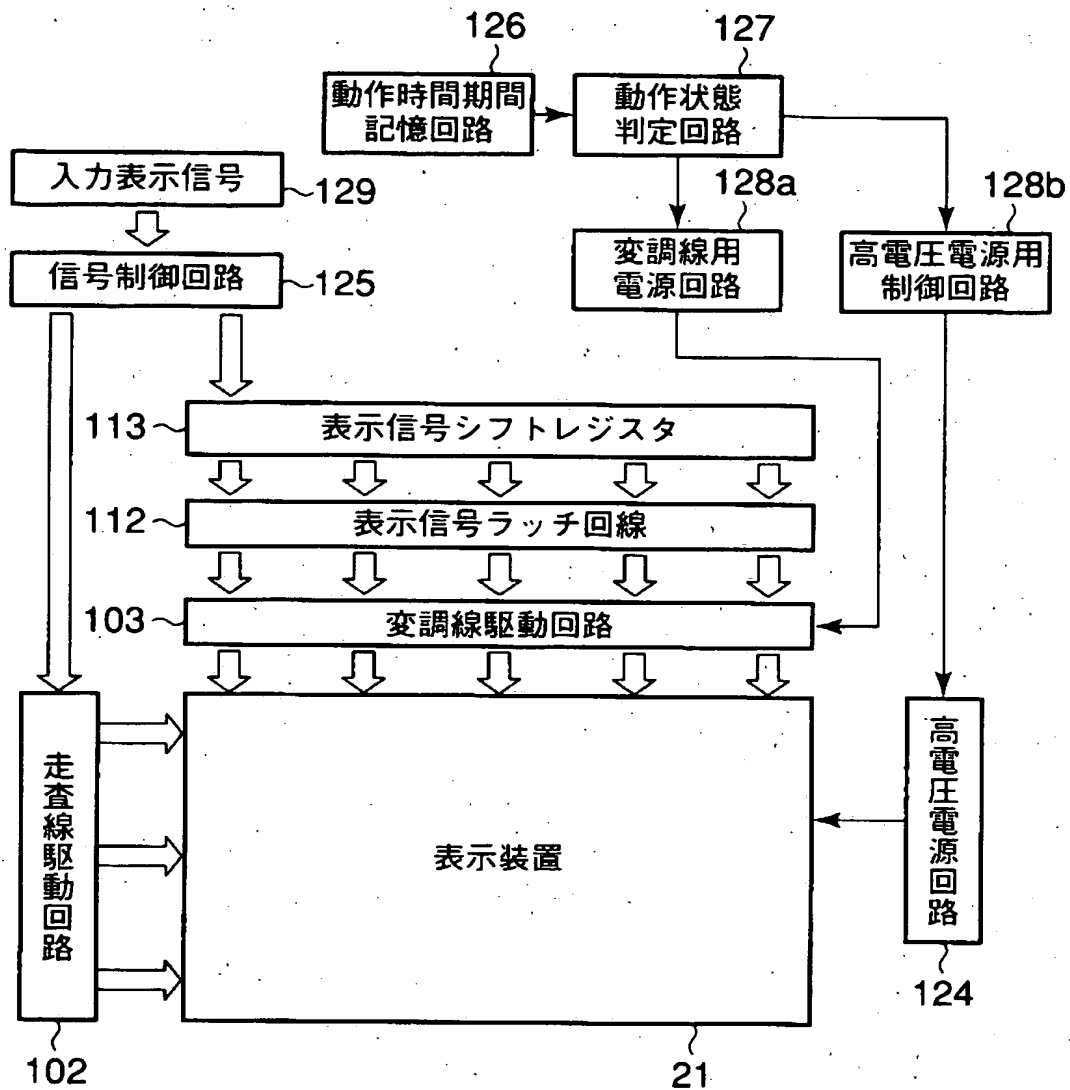 126
127
動作時間期間
記憶回路
動作状態
判定回路
入力表示信号
129
128a
128b
信号制御回路
125
変調線用
電源回路
高電圧電源用
制御回路
113
表示信号シフトレジスタ
112
表示信号ラッチ回線
103
変調線駆動回路
走査線駆動回路
表示装置
高電圧電源回路
124
102
21